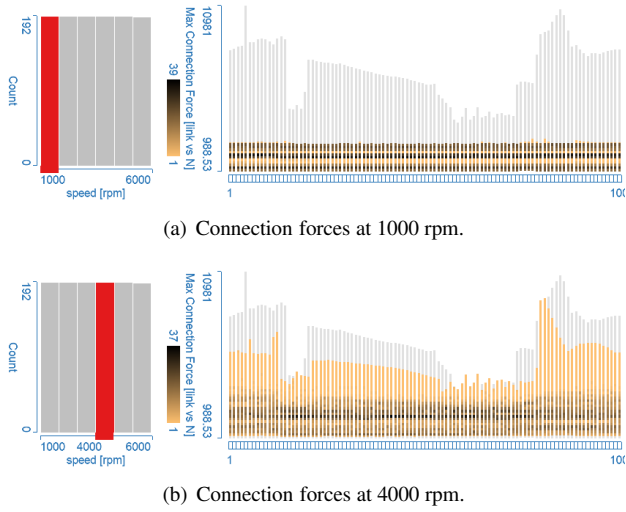 192
Count
0
1000
6000
speed [rpm]
39
1
Max Connection Force [link vs N]
10981
988.53
1
100
(a) Connection forces at 1000 rpm.
192
Count
0
1000
4000
6000
speed [rpm]
37
1
Max Connection Force [link vs N]
10981
988.53
1
100
(b) Connection forces at 4000 rpm.